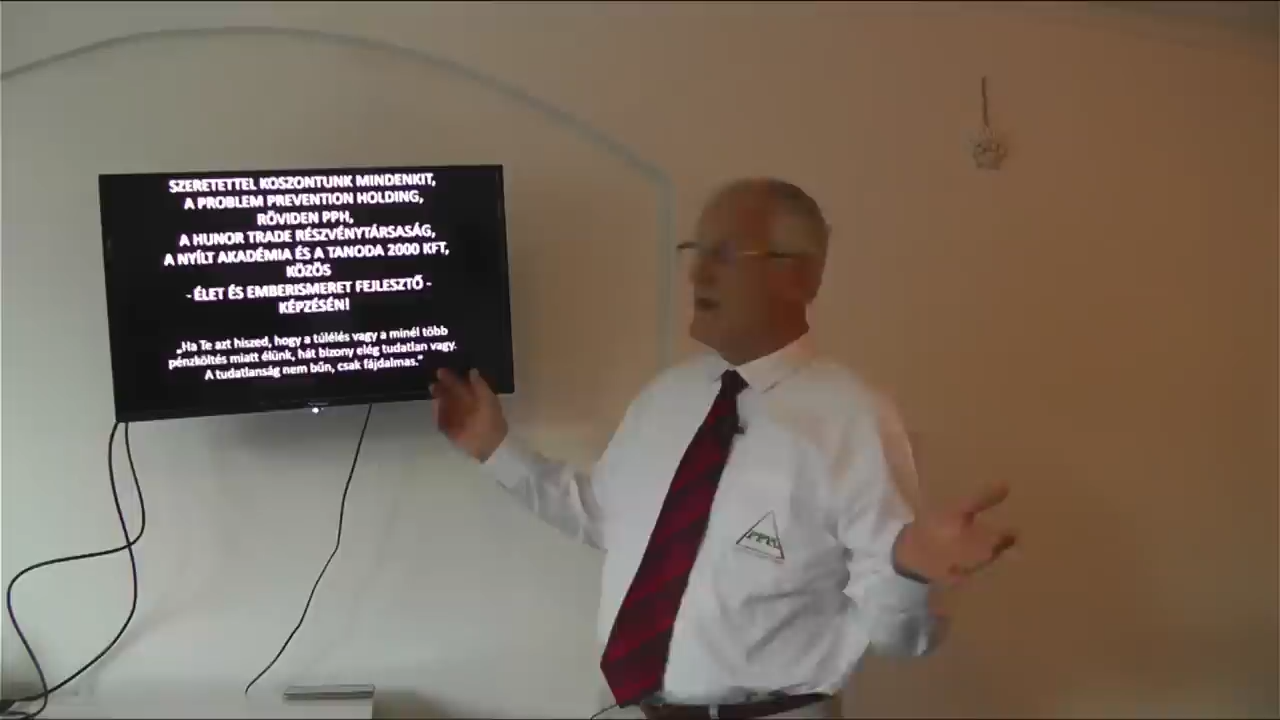 SZERETETTEL KÖSZÖNTÜNK MINDENKIT,
A PROBLEM PREVENTION HOLDING,
RÖVIDEN PPH,
A HUNOR TRADE RÉSZVÉNYTÁRSASÁG,
A NYÍLT AKADÉMIA ÉS A TANODA 2000 KFT,
KÖZÖS
- ÉLET ÉS EMBERISMERET FEJLESZTŐ -
KÉPZÉSÉN!
„Ha Te azt hiszed, hogy a túlélés vagy a minél több
pénzköltés miatt élünk, hát bizony elég tudatlan vagy.
A tudatlanság nem bűn, csak fájdalmas.”